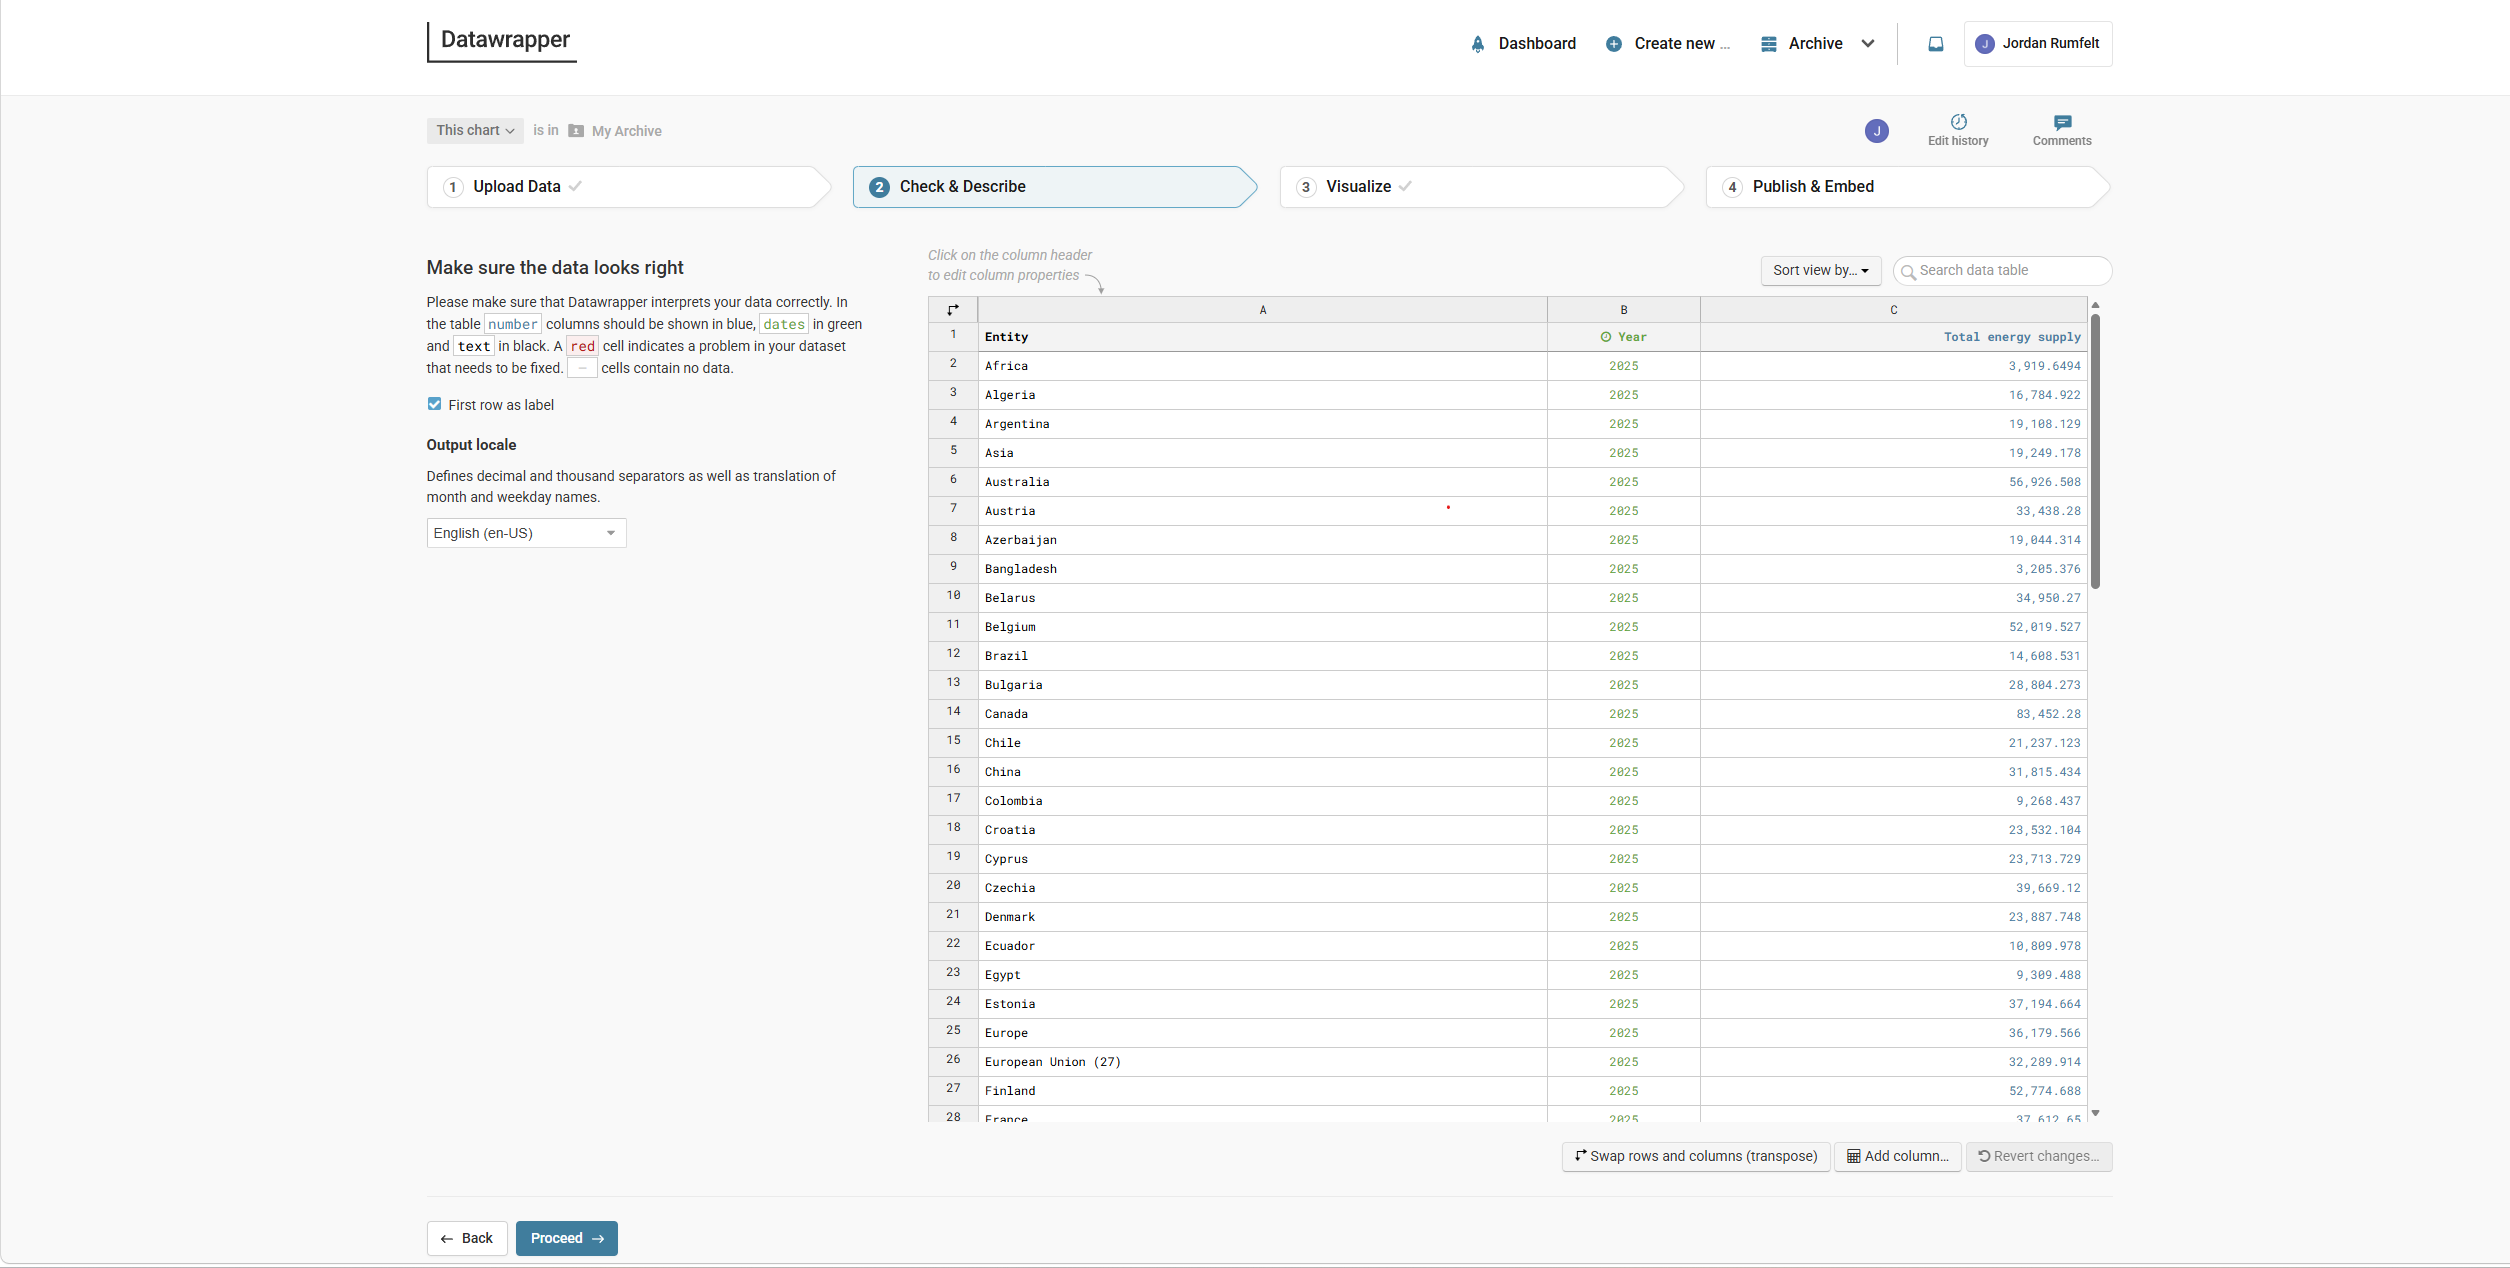 Datawrapper
Dashboard
Create new ...
Archive
J
Jordan Rumfelt
This chart
is in
My Archive
J
Edit history
Comments
1 Upload Data
2 Check & Describe
3 Visualize
4 Publish & Embed
Make sure the data looks right
Please make sure that Datawrapper interprets your data correctly. In
the table number columns should be shown in blue, dates in green
and text in black. A red cell indicates a problem in your dataset
that needs to be fixed. – cells contain no data.
First row as label
Output locale
Defines decimal and thousand separators as well as translation of
month and weekday names.
English (en-US)
Click on the column header
to edit column properties
Sort view by...
Search data table
A B C
1 Entity Year Total energy supply
2 Africa 2025 3,919.6494
3 Algeria 2025 16,784.922
4 Argentina 2025 19,108.129
5 Asia 2025 19,249.178
6 Australia 2025 56,926.508
7 Austria 2025 33,438.28
8 Azerbaijan 2025 19,044.314
9 Bangladesh 2025 3,205.376
10 Belarus 2025 34,950.27
11 Belgium 2025 52,019.527
12 Brazil 2025 14,608.531
13 Bulgaria 2025 28,804.273
14 Canada 2025 83,452.28
15 Chile 2025 21,237.123
16 China 2025 31,815.434
17 Colombia 2025 9,268.437
18 Croatia 2025 23,532.104
19 Cyprus 2025 23,713.729
20 Czechia 2025 39,669.12
21 Denmark 2025 23,887.748
22 Ecuador 2025 10,809.978
23 Egypt 2025 9,309.488
24 Estonia 2025 37,194.664
25 Europe 2025 36,179.566
26 European Union (27) 2025 32,289.914
27 Finland 2025 52,774.688
28 France 2025 37,612.65
Swap rows and columns (transpose)
Add column...
Revert changes...
Back
Proceed